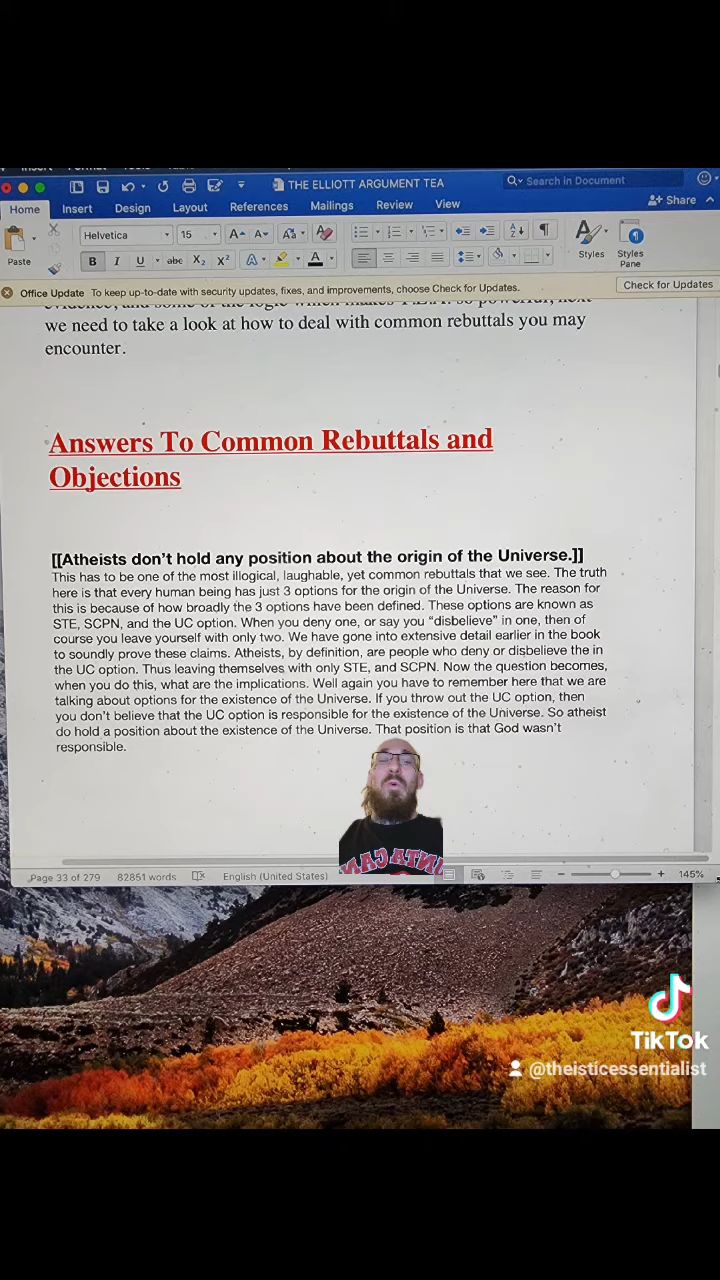 THE ELLIOTT ARGUMENT TEA
Search in Document
Home
Insert
Design
Layout
References
Mailings
Review
View
Share
Helvetica
15
Paste
B I U abc X₂ X²
Styles
Styles Pane
Office Update To keep up-to-date with security updates, fixes, and improvements, choose Check for Updates.
Check for Updates
we need to take a look at how to deal with common rebuttals you may
encounter.
Answers To Common Rebuttals and
Objections
[[Atheists don't hold any position about the origin of the Universe.]]
This has to be one of the most illogical, laughable, yet common rebuttals that we see. The truth
here is that every human being has just 3 options for the origin of the Universe. The reason for
this is because of how broadly the 3 options have been defined. These options are known as
STE, SCPN, and the UC option. When you deny one, or say you "disbelieve" in one, then of
course you leave yourself with only two. We have gone into extensive detail earlier in the book
to soundly prove these claims. Atheists, by definition, are people who deny or disbelieve the in
the UC option. Thus leaving themselves with only STE, and SCPN. Now the question becomes,
when you do this, what are the implications. Well again you have to remember here that we are
talking about options for the existence of the Universe. If you throw out the UC option, then
you don't believe that the UC option is responsible for the existence of the Universe. So atheist
do hold a position about the existence of the Universe. That position is that God wasn't
responsible.
Page 33 of 279
82851 words
English (United States)
145%
TikTok
@theisticessentialist